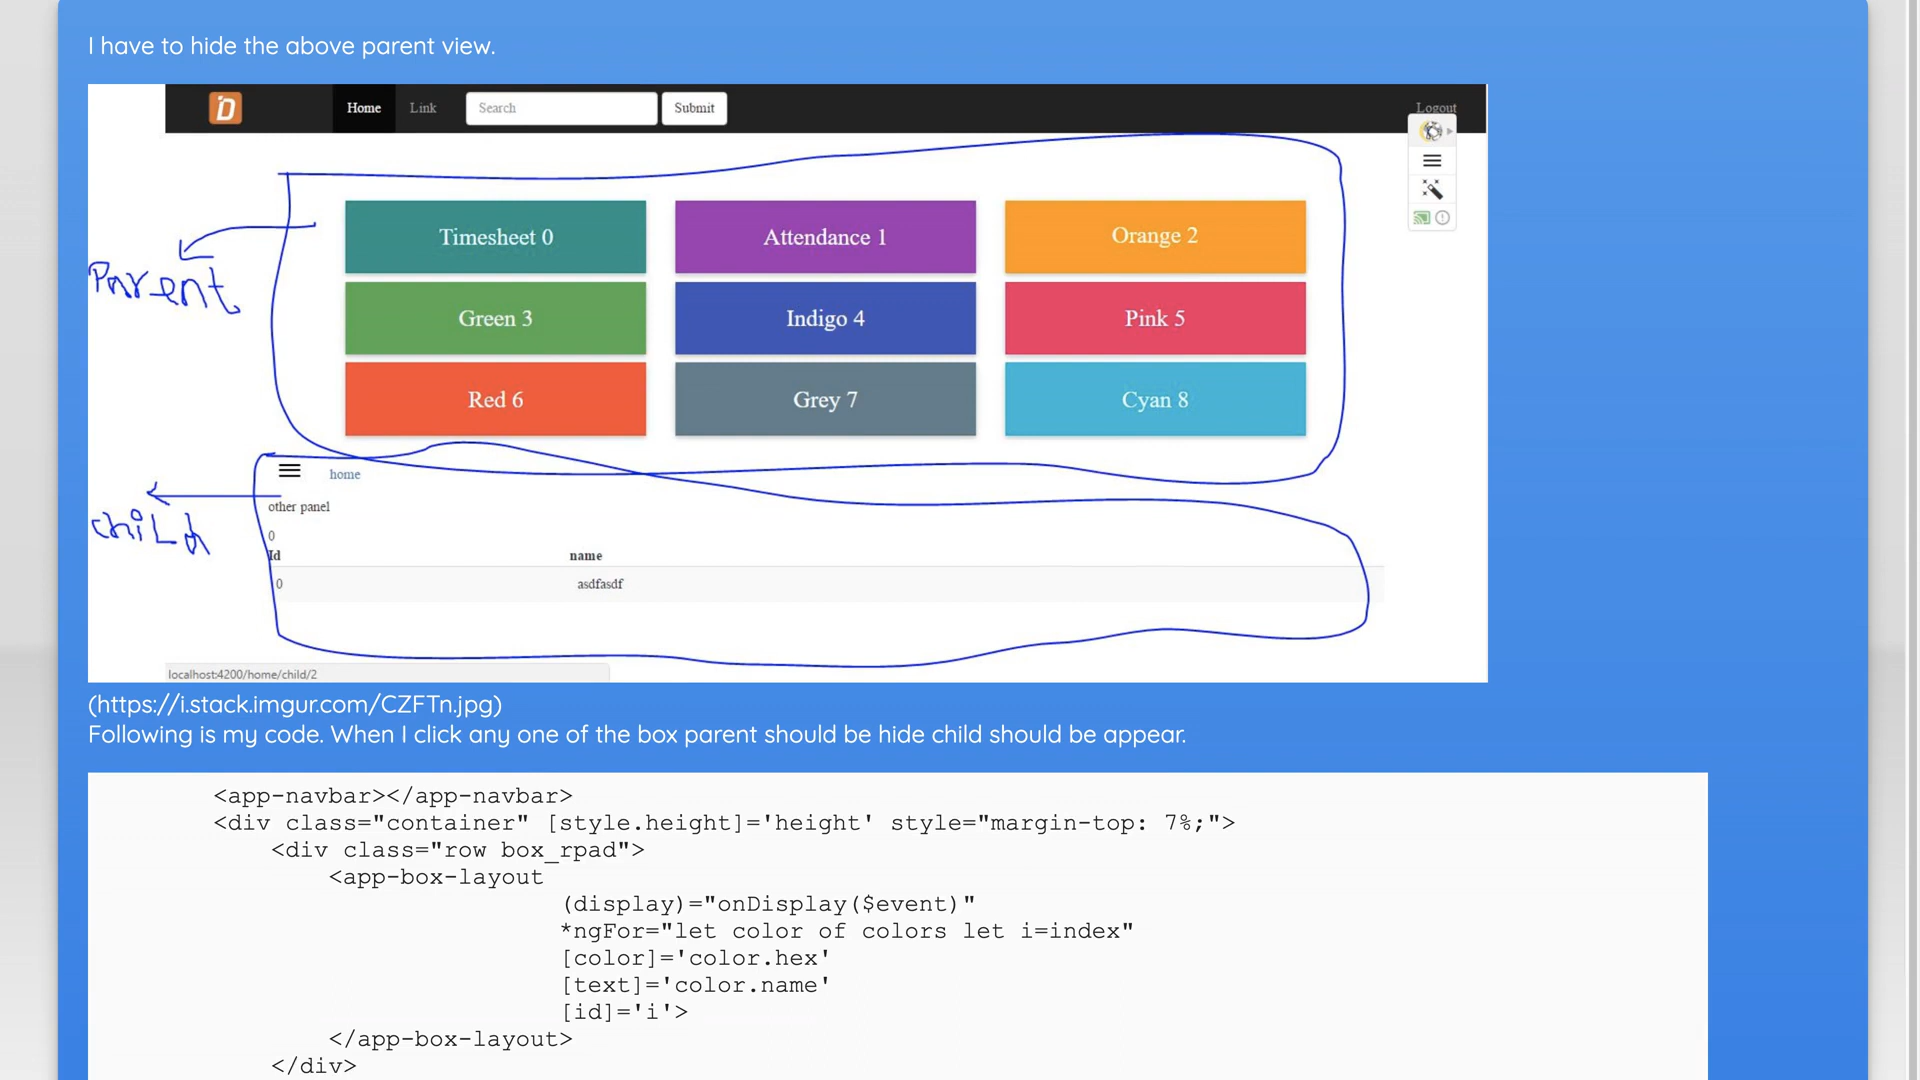 I have to hide the above parent view.
Home Link Search Submit Logout
Timesheet 0 Attendance 1 Orange 2
Parent
Green 3 Indigo 4 Pink 5
Red 6 Grey 7 Cyan 8
home
other panel
chiLd
0
Id name
0 asdfasdf
localhost:4200/home/child/2
(https://i.stack.imgur.com/CZFTn.jpg)
Following is my code. When I click any one of the box parent should be hide child should be appear.
<app-navbar></app-navbar>
<div class="container" [style.height]='height' style="margin-top: 7%;">
<div class="row box_rpad">
<app-box-layout
(display)="onDisplay($event)"
*ngFor="let color of colors let i=index"
[color]='color.hex'
[text]='color.name'
[id]='i'>
</app-box-layout>
</div>